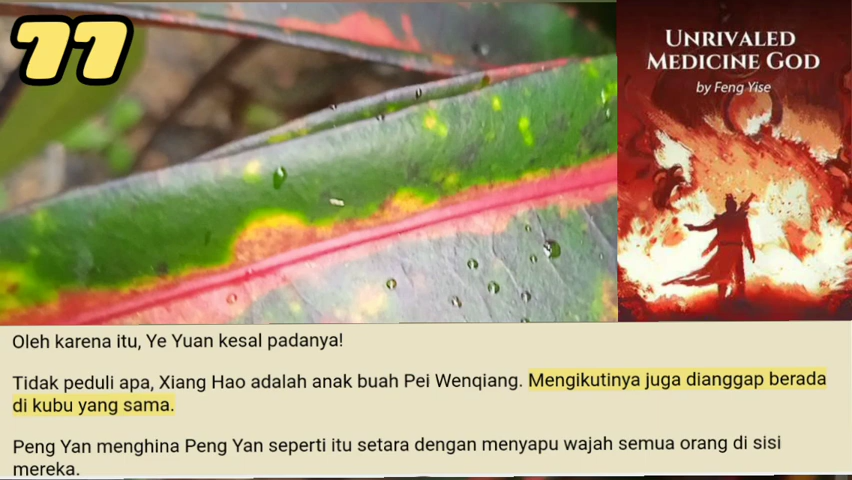 77
UNRIVALED
MEDICINE GOD
by Feng Yise
Oleh karena itu, Ye Yuan kesal padanya!
Tidak peduli apa, Xiang Hao adalah anak buah Pei Wenqiang. Mengikutinya juga dianggap berada
di kubu yang sama.
Peng Yan menghina Peng Yan seperti itu setara dengan menyapu wajah semua orang di sisi
mereka.